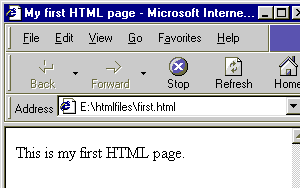 My first HTML page - Microsoft Interne...
File Edit View Go Favorites Help
Back Forward Stop Refresh Home
Address E:\htmlfiles\first.html
This is my first HTML page.